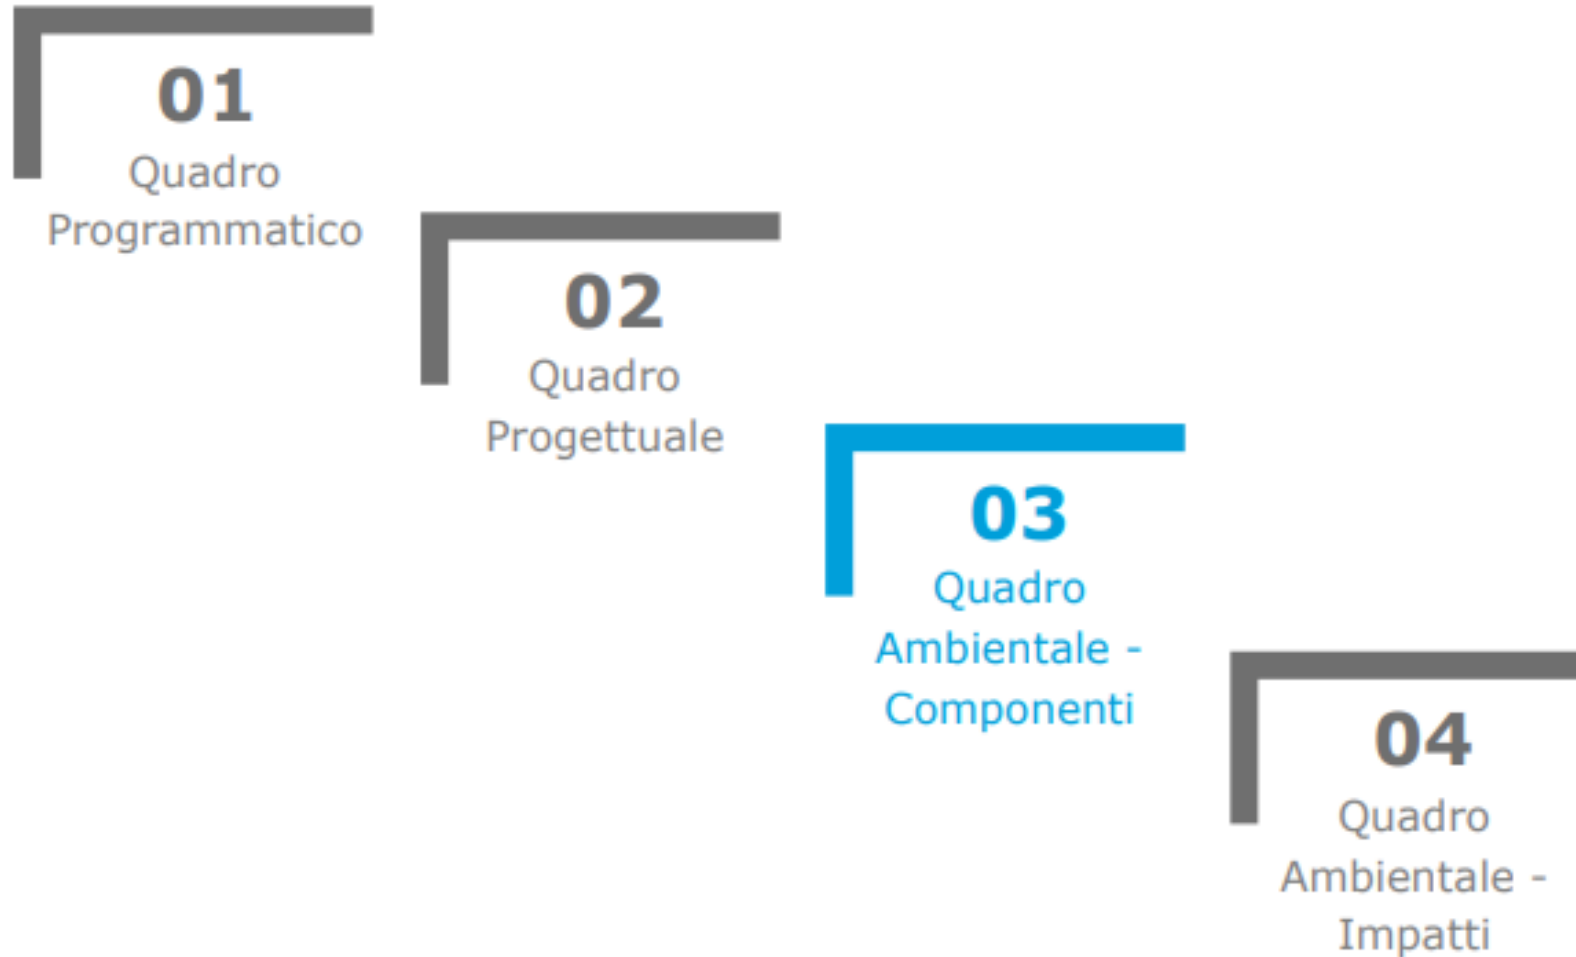 01
Quadro
Programmatico
02
Quadro
Progettuale
03
Quadro
Ambientale -
Componenti
04
Quadro
Ambientale -
Impatti